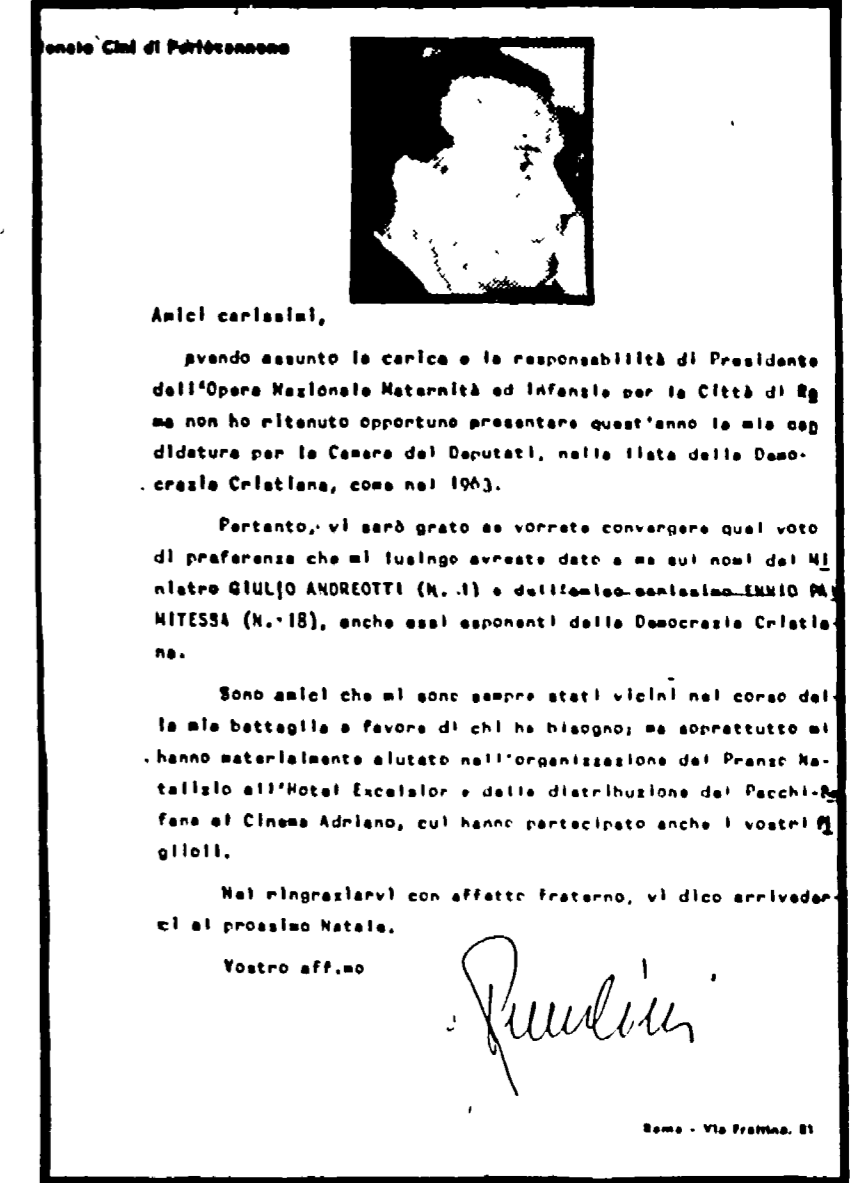 Cini di Portocannone
Amici carissimi,
avendo assunto la carica e la responsabilità di Presidente
dell'Opera Nazionale Maternità ed Infanzia per la Città di Ro
ma non ho ritenuto opportuno presentare quest'anno la mia can
didatura per la Camera dei Deputati, nella lista della Demo-
crazia Cristiana, come nel 1963.
Pertanto, vi sarò grato se vorrete convergere quel voto
di preferenza che mi lusingo avreste dato a me sui nomi del Mi
nistro GIULIO ANDREOTTI (N. 1) e dell'amico carissimo ENNIO PA
MITESSA (N. 18), anche essi esponenti della Democrazia Cristia-
na.
Sono amici che mi sono sempre stati vicini nel corso del-
la mia battaglia a favore di chi ha bisogno; ma soprattutto mi
hanno materialmente aiutato nell'organizzazione del Pranzo Na-
talizio all'Hotel Excelsior e della distribuzione dei Pacchi-Be
fana al Cinema Adriano, cui hanno partecipato anche i vostri fi
glioli.
Nel ringraziarvi con affetto fraterno, vi dico arriveder-
ci al prossimo Natale.
Vostro aff.mo
Roma - Via Frattina, 81